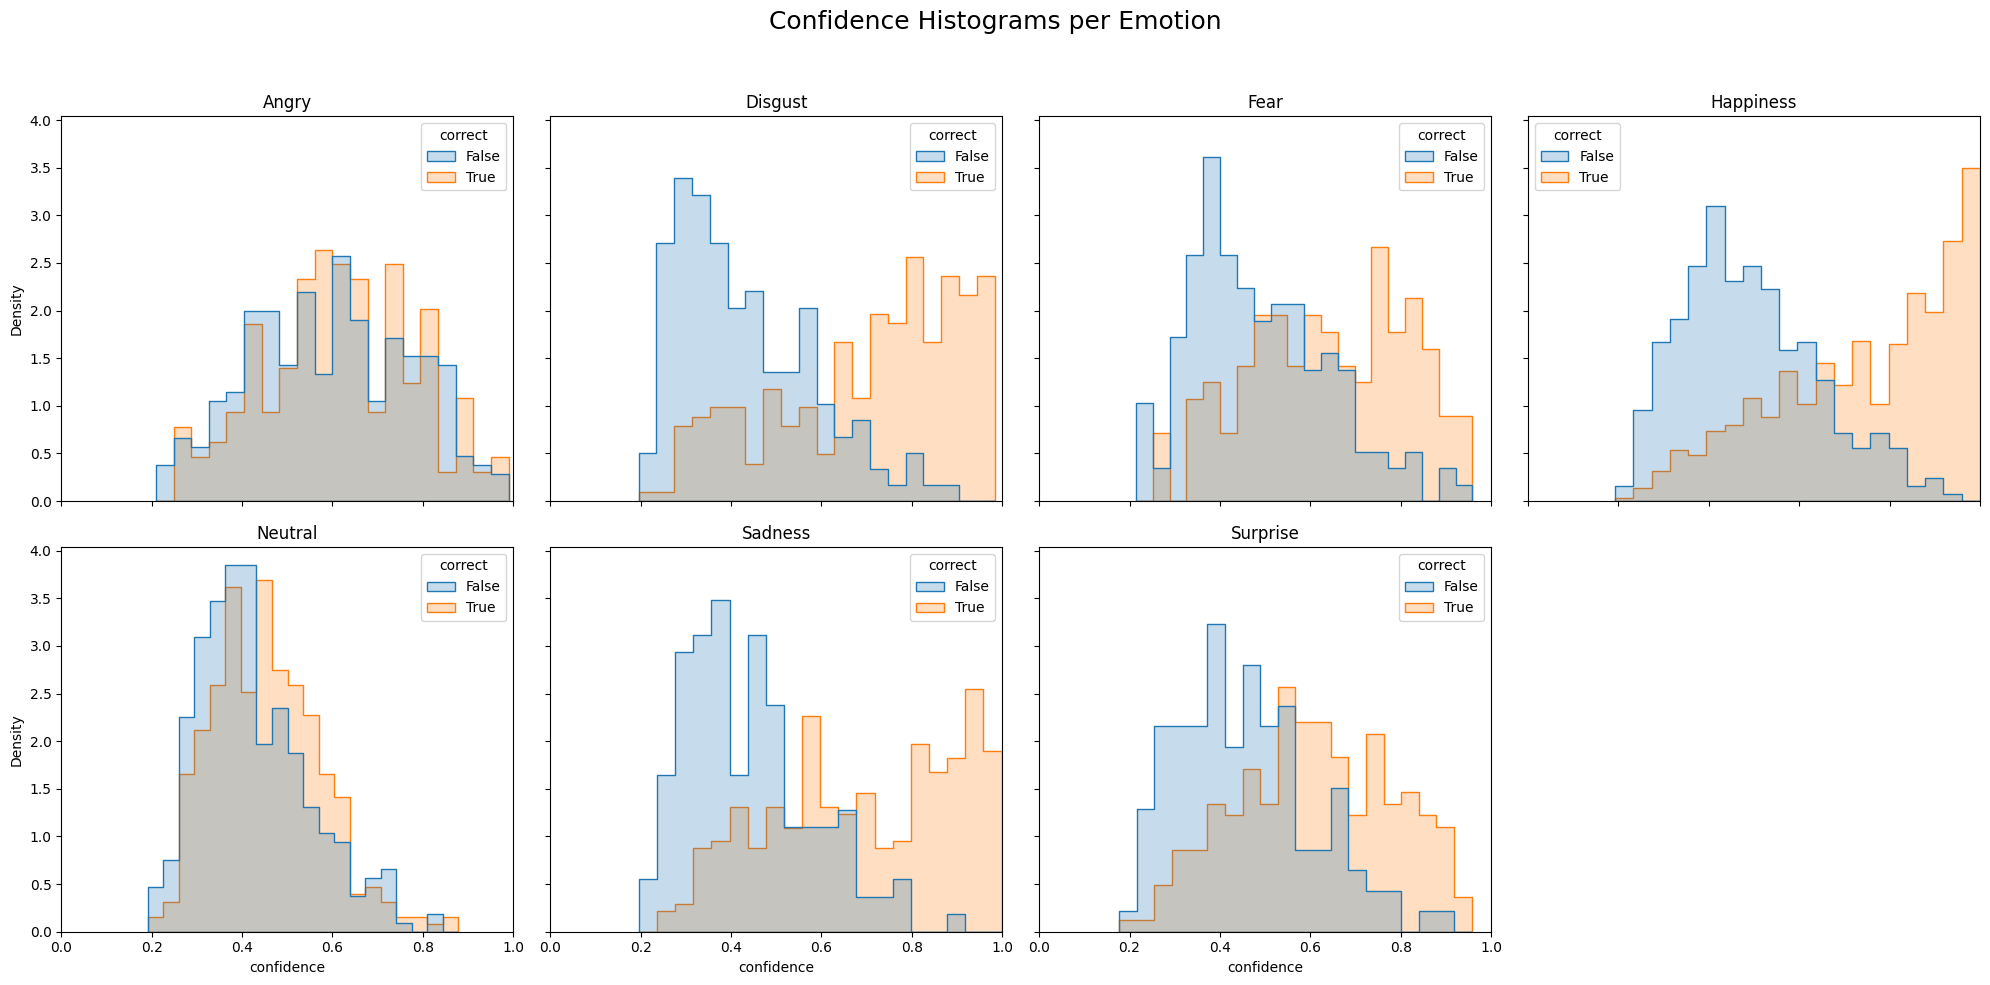 Confidence Histograms per Emotion
Angry
Disgust
Fear
Happiness
4.0
3.5
3.0
2.5
2.0
1.5
1.0
0.5
0.0
Density
correct
False
True
correct
False
True
correct
False
True
correct
False
True
Neutral
Sadness
Surprise
4.0
3.5
3.0
2.5
2.0
1.5
1.0
0.5
0.0
Density
correct
False
True
correct
False
True
correct
False
True
0.0 0.2 0.4 0.6 0.8 1.0
confidence
0.0 0.2 0.4 0.6 0.8 1.0
confidence
0.0 0.2 0.4 0.6 0.8 1.0
confidence